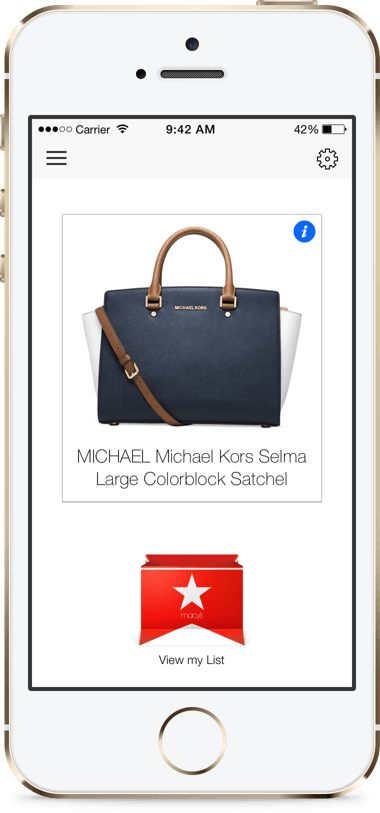 Carrier 9:42 AM 42%
i
MICHAEL KORS
MICHAEL Michael Kors Selma
Large Colorblock Satchel
macy's
View my List